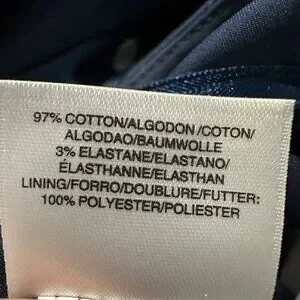 97% COTTON/ALGODON/COTON/
ALGODAO/BAUMWOLLE
3% ELASTANE/ELASTANO/
ÉLASTHANNE/ELASTHAN
LINING/FORRO/DOUBLURE/FUTTER:
100% POLYESTER/POLIESTER